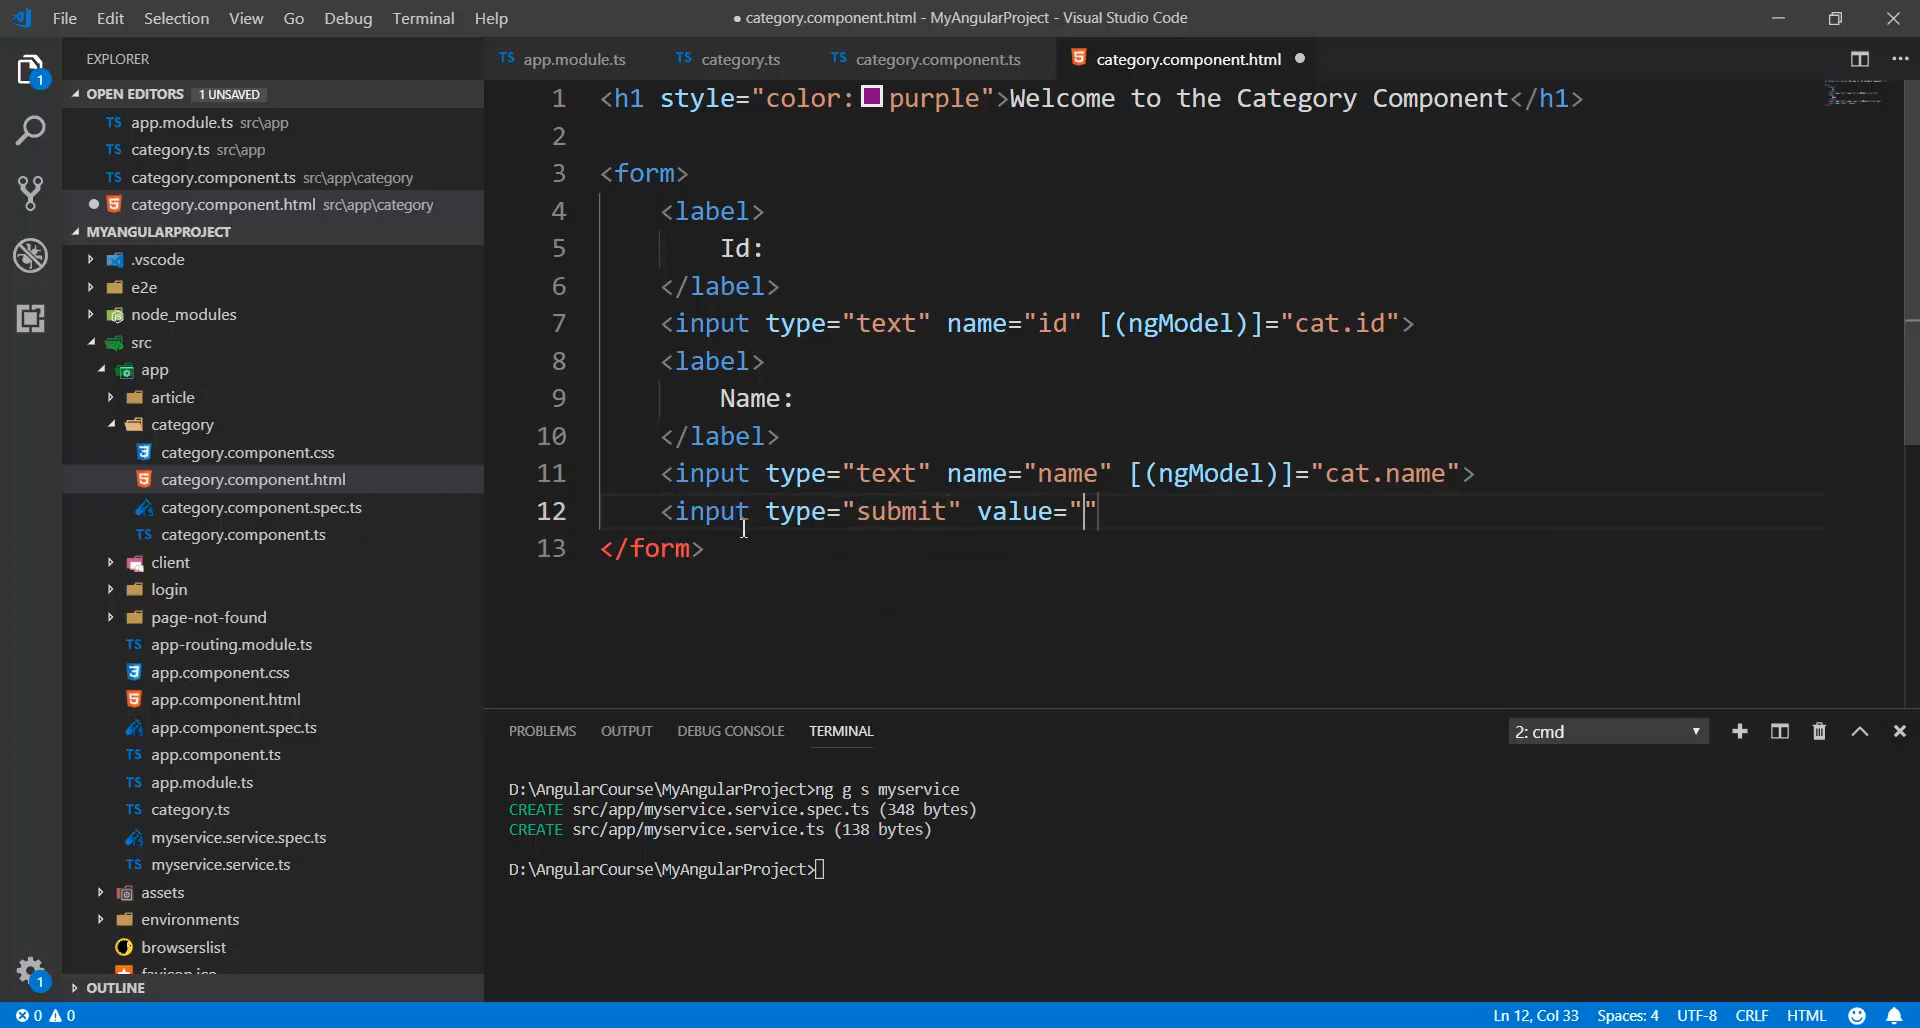 File Edit Selection View Go Debug Terminal Help
● category.component.html - MyAngularProject - Visual Studio Code
EXPLORER
OPEN EDITORS 1 UNSAVED
TS app.module.ts src\app
TS category.ts src\app
TS category.component.ts src\app\category
category.component.html src\app\category
MYANGULARPROJECT
.vscode
e2e
node_modules
src
app
article
category
category.component.css
category.component.html
category.component.spec.ts
TS category.component.ts
client
login
page-not-found
TS app-routing.module.ts
app.component.css
app.component.html
app.component.spec.ts
TS app.component.ts
TS app.module.ts
TS category.ts
myservice.service.spec.ts
TS myservice.service.ts
assets
environments
browserslist
favicon.ico
OUTLINE
1
1
TS app.module.ts TS category.ts TS category.component.ts category.component.html
1 <h1 style="color:purple">Welcome to the Category Component</h1>
2
3 <form>
4 <label>
5 Id:
6 </label>
7 <input type="text" name="id" [(ngModel)]="cat.id">
8 <label>
9 Name:
10 </label>
11 <input type="text" name="name" [(ngModel)]="cat.name">
12 <input type="submit" value=""
13 </form>
PROBLEMS OUTPUT DEBUG CONSOLE TERMINAL
2: cmd
D:\AngularCourse\MyAngularProject>ng g s myservice
CREATE src/app/myservice.service.spec.ts (348 bytes)
CREATE src/app/myservice.service.ts (138 bytes)
D:\AngularCourse\MyAngularProject>
0 0
Ln 12, Col 33 Spaces: 4 UTF-8 CRLF HTML